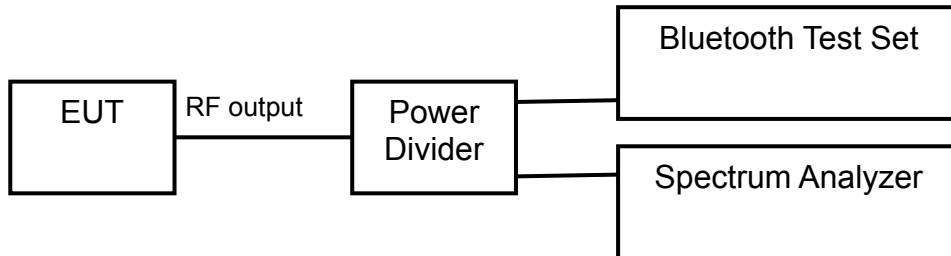 EUT
RF output
Power
Divider
Bluetooth Test Set
Spectrum Analyzer